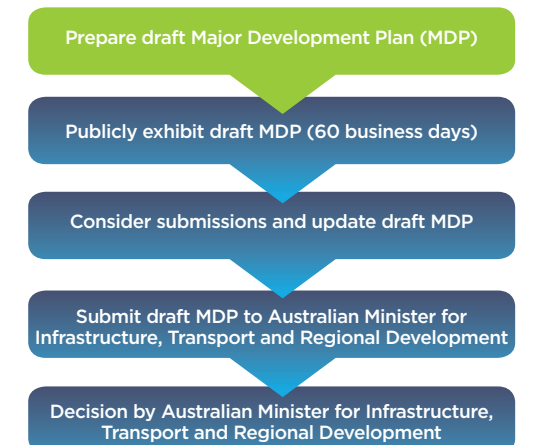 Prepare draft Major Development Plan (MDP)
Publicly exhibit draft MDP (60 business days)
Consider submissions and update draft MDP
Submit draft MDP to Australian Minister for
Infrastructure, Transport and Regional Development
Decision by Australian Minister for Infrastructure,
Transport and Regional Development